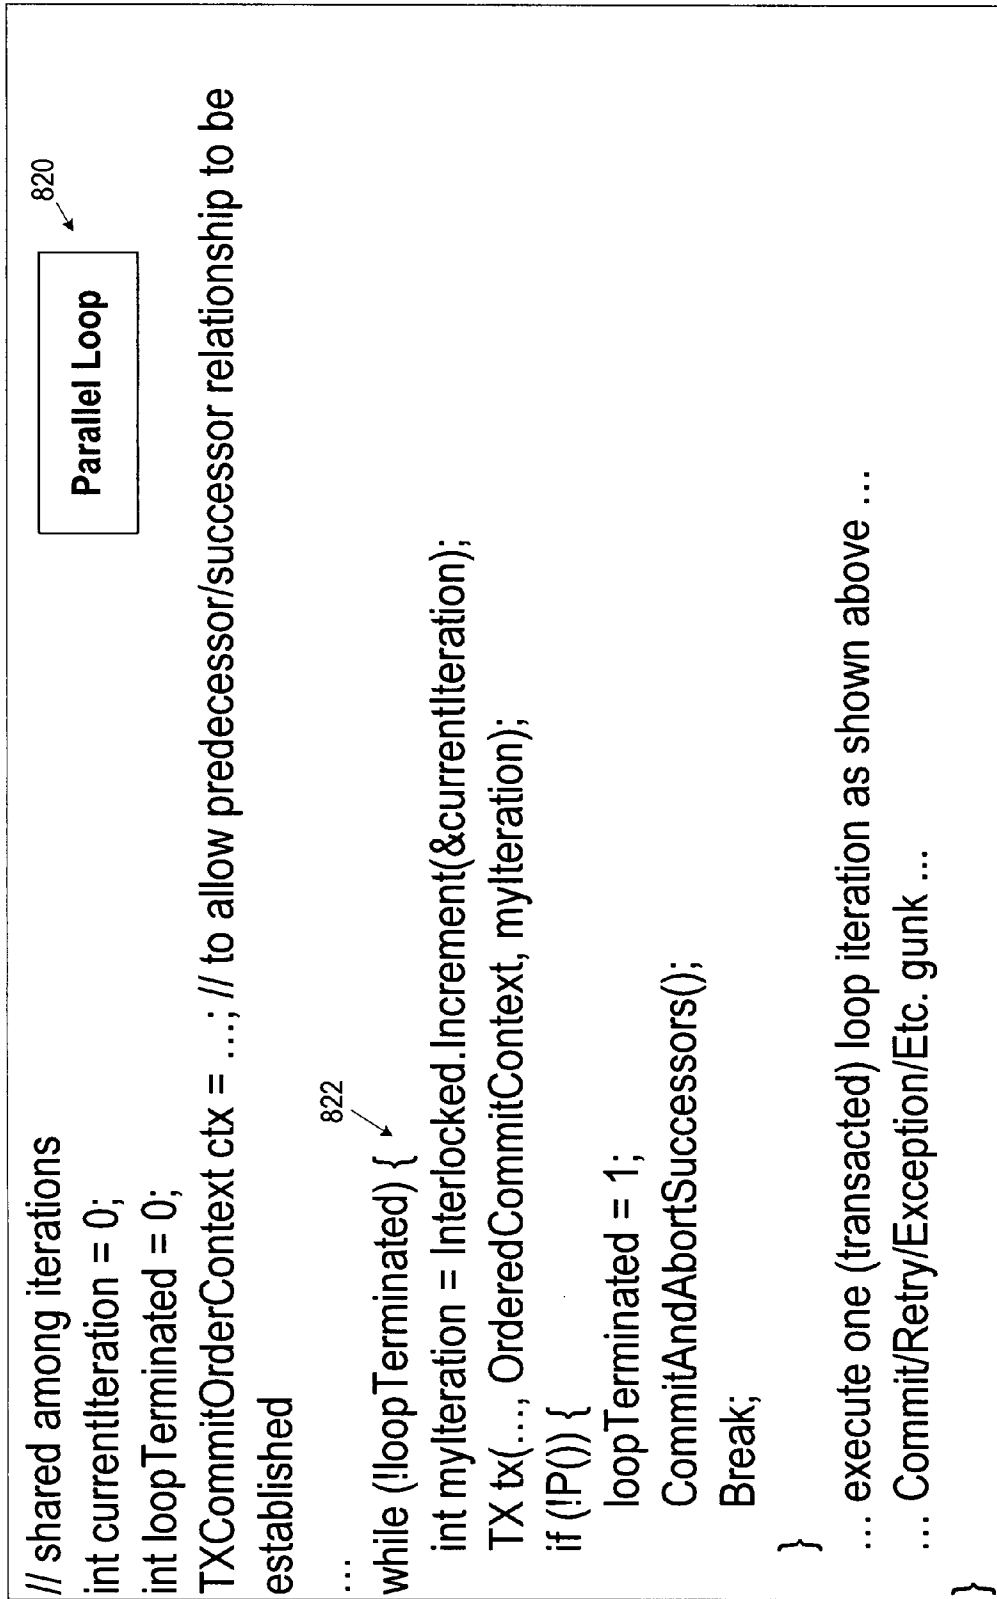 // shared among iterations
int currentIteration = 0;
int loopTerminated = 0;
TXCommitOrderContext ctx = …; // to allow predecessor/successor relationship to be
established
Parallel Loop
820
…
while (!loopTerminated) {
822
int myIteration = Interlocked.Increment(&currentIteration);
TX tx(…, OrderedCommitContext, myIteration);
if (!P()) {
loopTerminated = 1;
CommitAndAbortSuccessors();
Break;
}
… execute one (transacted) loop iteration as shown above …
… Commit/Retry/Exception/Etc. gunk …
}